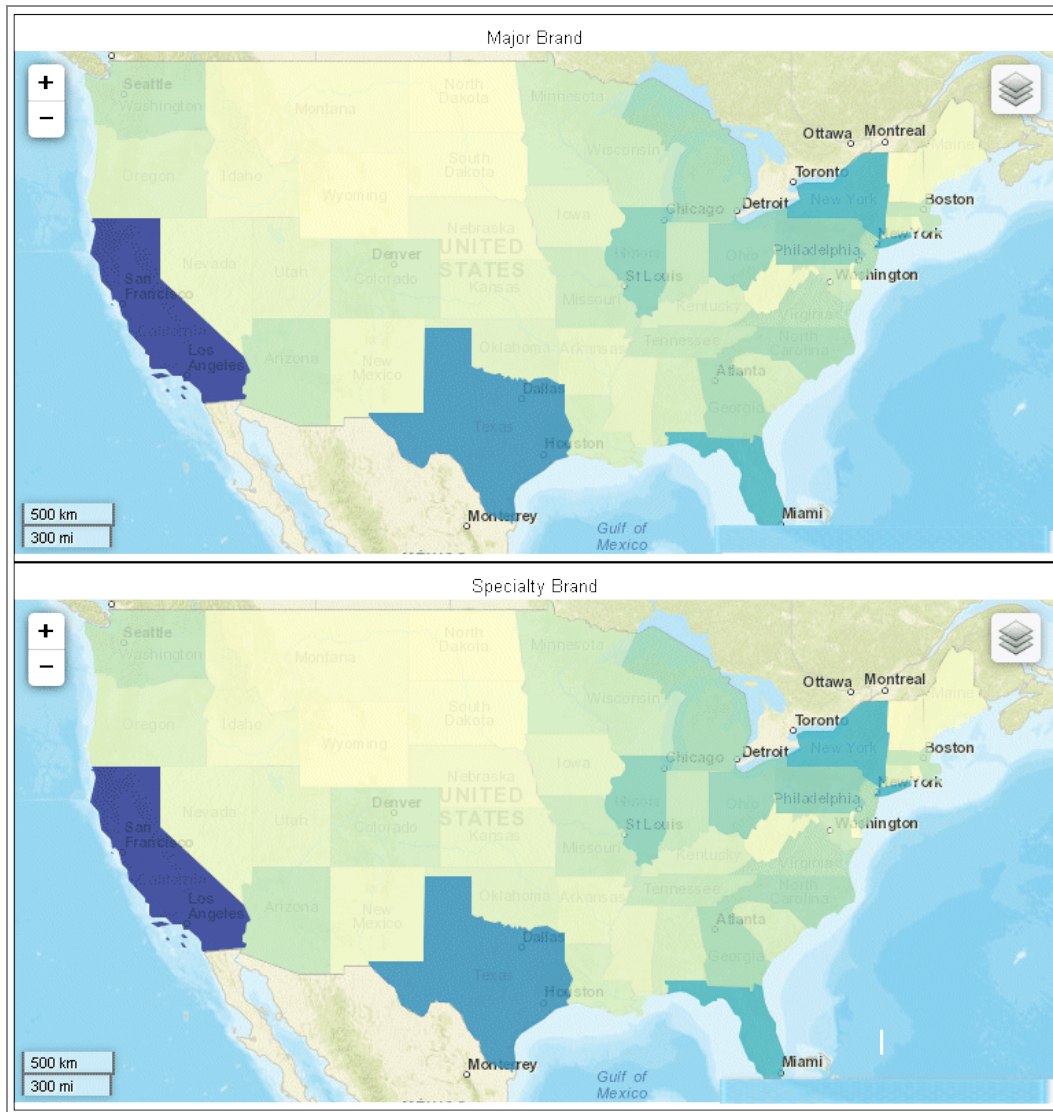 Major Brand
+
−
Seattle
Washington
Montana
North
Dakota
Minnesota
Ottawa
Montreal
Maine
Oregon
Idaho
Wyoming
South
Dakota
Wisconsin
Toronto
Detroit
New York
Boston
Iowa
Chicago
Nebraska
UNITED
STATES
Nevada
Utah
Denver
Colorado
Kansas
Illinois
St Louis
Ohio
Philadelphia
New York
Washington
San
Francisco
California
Missouri
Kentucky
Virginia
Los
Angeles
Arizona
New
Mexico
Oklahoma
Arkansas
Tennessee
North
Carolina
Atlanta
Georgia
Dallas
Texas
Houston
500 km
300 mi
Monterrey
Gulf of
Mexico
Miami
Specialty Brand
+
−
Seattle
Washington
Montana
North
Dakota
Minnesota
Ottawa
Montreal
Maine
Oregon
Idaho
Wyoming
South
Dakota
Wisconsin
Toronto
Detroit
New York
Boston
Iowa
Chicago
Nebraska
UNITED
STATES
Nevada
Utah
Denver
Colorado
Kansas
Illinois
St Louis
Ohio
Philadelphia
New York
Washington
San
Francisco
California
Missouri
Kentucky
Virginia
Los
Angeles
Arizona
New
Mexico
Oklahoma
Arkansas
Tennessee
North
Carolina
Atlanta
Georgia
Dallas
Texas
Houston
500 km
300 mi
Monterrey
Gulf of
Mexico
Miami